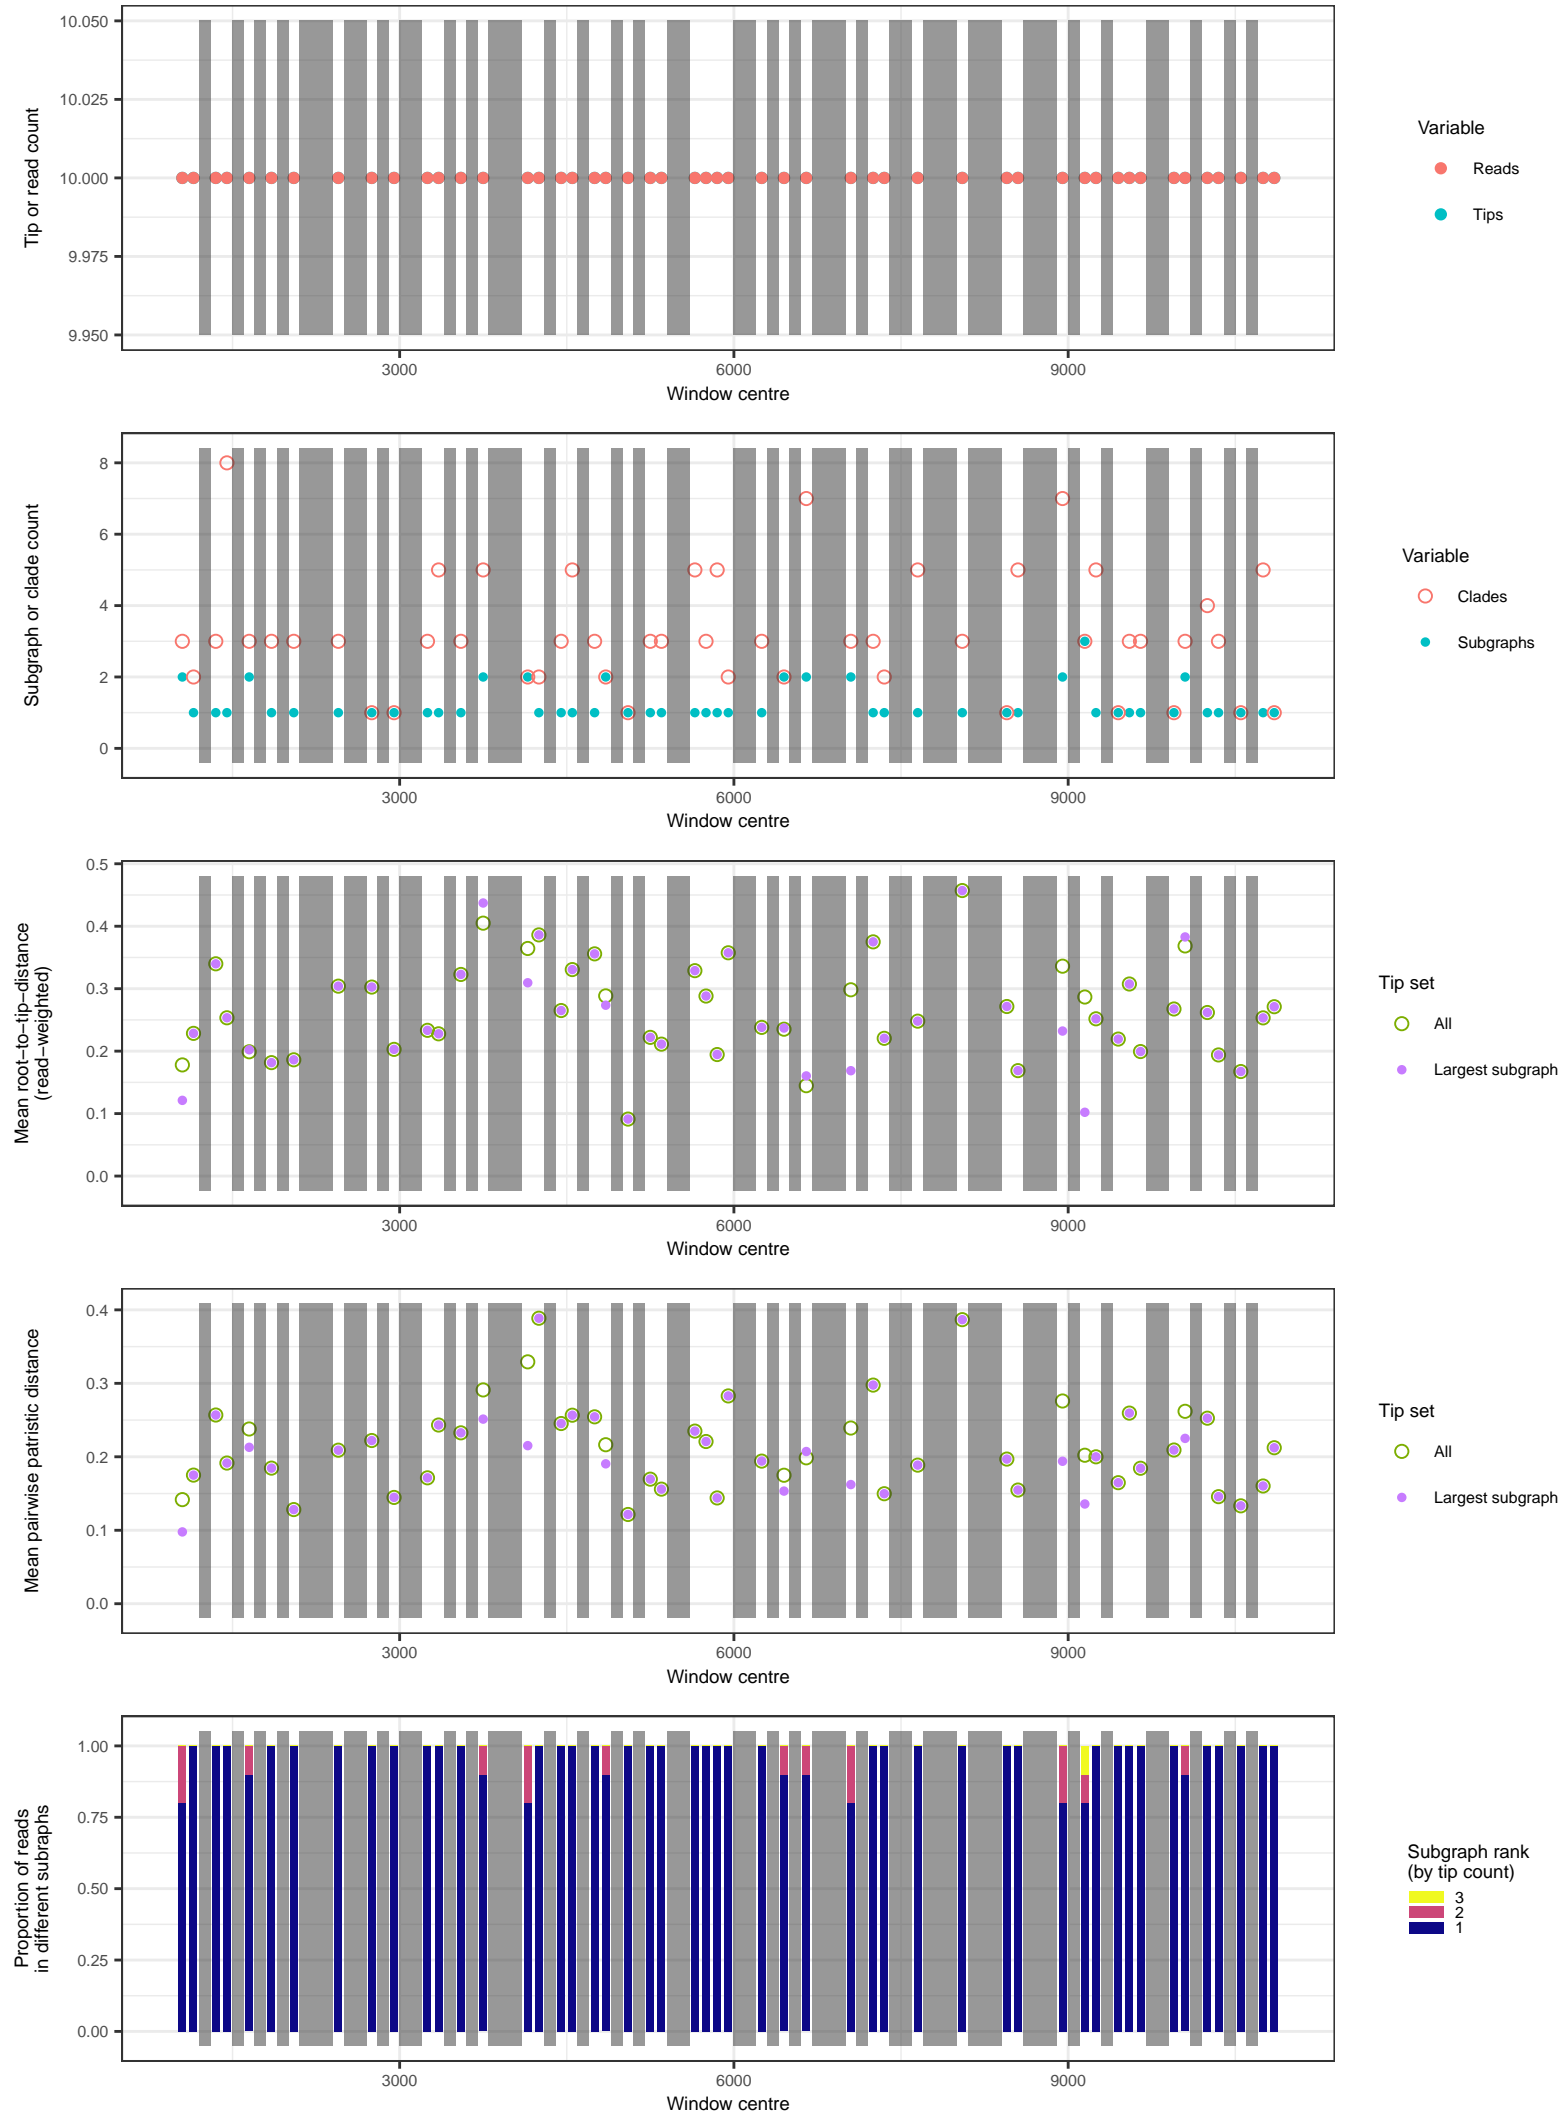 10.050
10.025
10.000
9.975
9.950
Tip or read count
3000
6000
9000
Window centre
Variable
Reads
Tips
8
6
4
2
0
Subgraph or clade count
3000
6000
9000
Window centre
Variable
Clades
Subgraphs
0.5
0.4
0.3
0.2
0.1
0.0
Mean root−to−tip−distance
(read−weighted)
3000
6000
9000
Window centre
Tip set
All
Largest subgraph
0.4
0.3
0.2
0.1
0.0
Mean pairwise patristic distance
3000
6000
9000
Window centre
Tip set
All
Largest subgraph
1.00
0.75
0.50
0.25
0.00
Proportion of reads
in different subraphs
3000
6000
9000
Window centre
Subgraph rank
(by tip count)
3
2
1